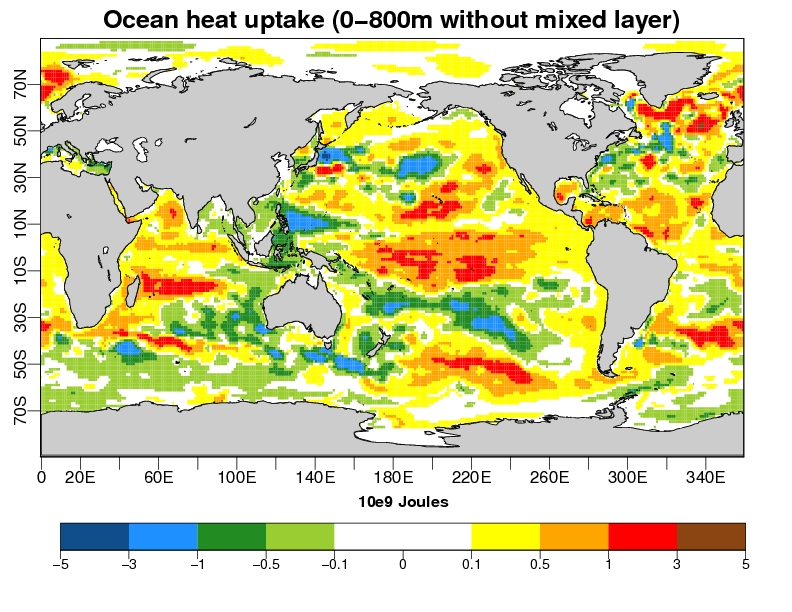 Ocean heat uptake (0−800m without mixed layer)
70N
50N
30N
10N
10S
30S
50S
70S
0 20E 60E 100E 140E 180E 220E 260E 300E 340E
10e9 Joules
−5 −3 −1 −0.5 −0.1 0 0.1 0.5 1 3 5